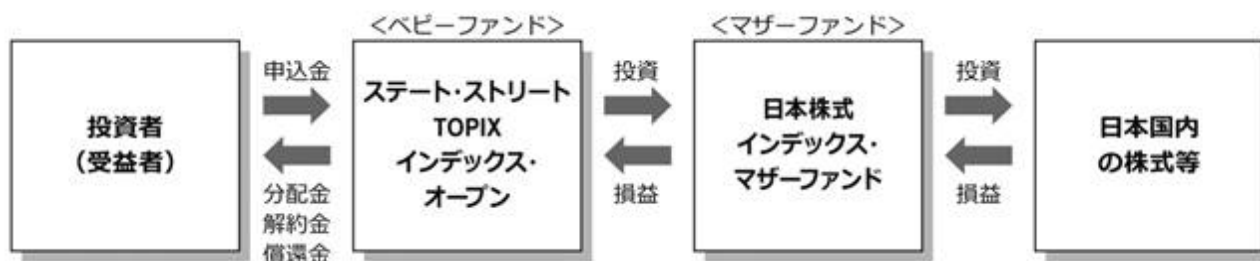 <ベビーファンド>
<マザーファンド>
投資者
(受益者)
申込金
分配金
解約金
償還金
ステート・ストリート
TOPIX
インデックス・
オープン
投資
損益
日本株式
インデックス・
マザーファンド
投資
損益
日本国内
の株式等